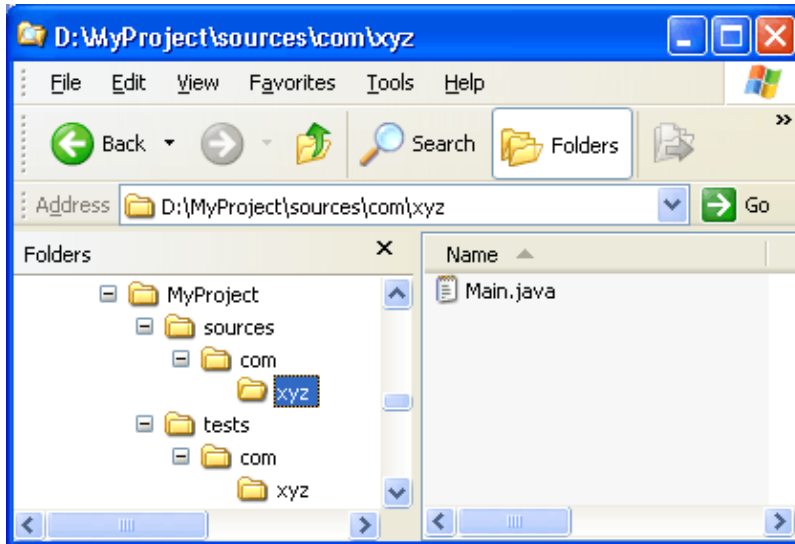 D:\MyProject\sources\com\xyz
File Edit View Favorites Tools Help
Back Search Folders »
Address D:\MyProject\sources\com\xyz Go
Folders × Name
MyProject Main.java
sources
com
xyz
tests
com
xyz